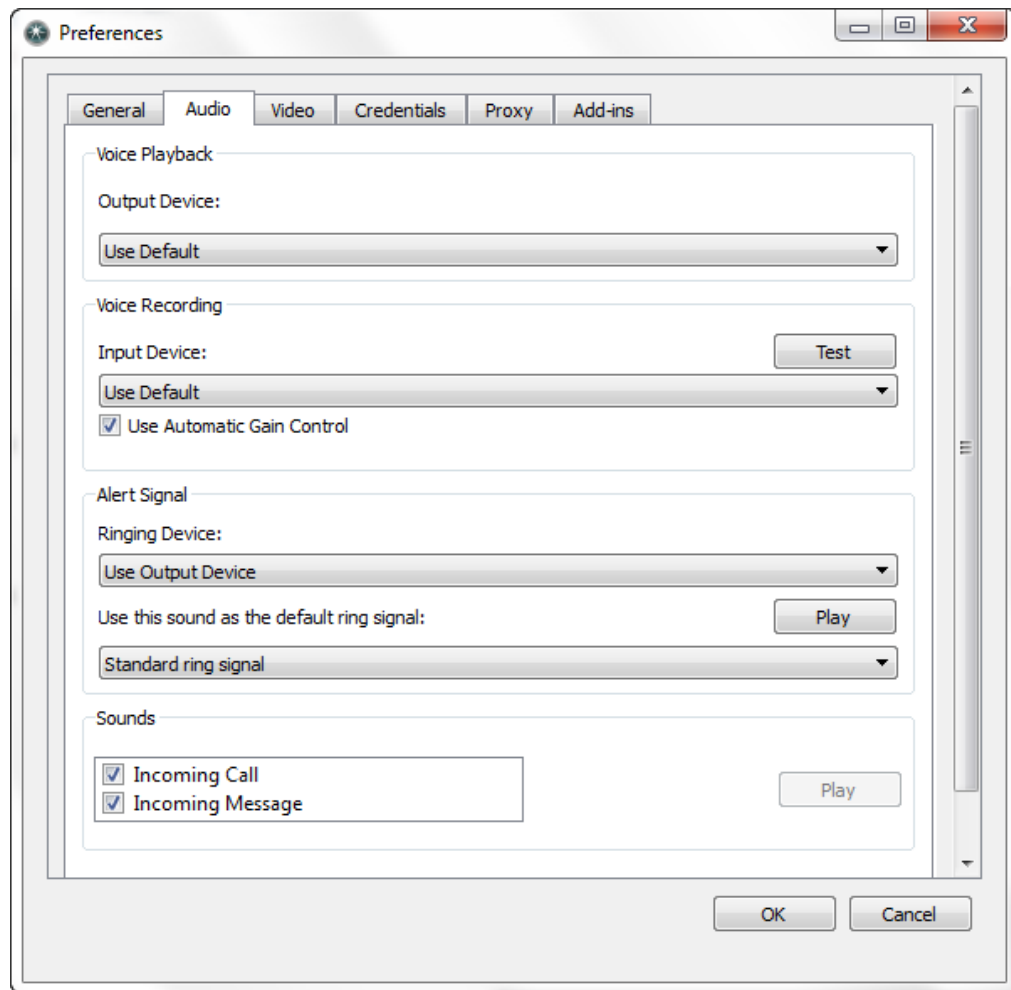 Preferences
General Audio Video Credentials Proxy Add-ins
Voice Playback
Output Device:
Use Default
Voice Recording
Input Device: Test
Use Default
Use Automatic Gain Control
Alert Signal
Ringing Device:
Use Output Device
Use this sound as the default ring signal: Play
Standard ring signal
Sounds
Incoming Call
Incoming Message
Play
OK Cancel